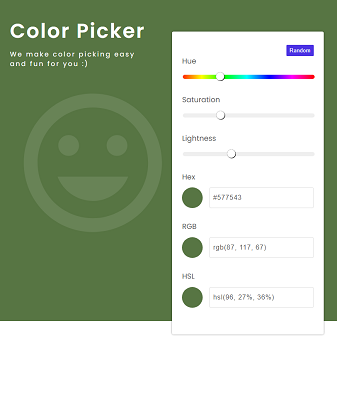 Color Picker
We make color picking easy
and fun for you :)
Random
Hue
Saturation
Lightness
Hex
#577543
RGB
rgb(87, 117, 67)
HSL
hsl(96, 27%, 36%)